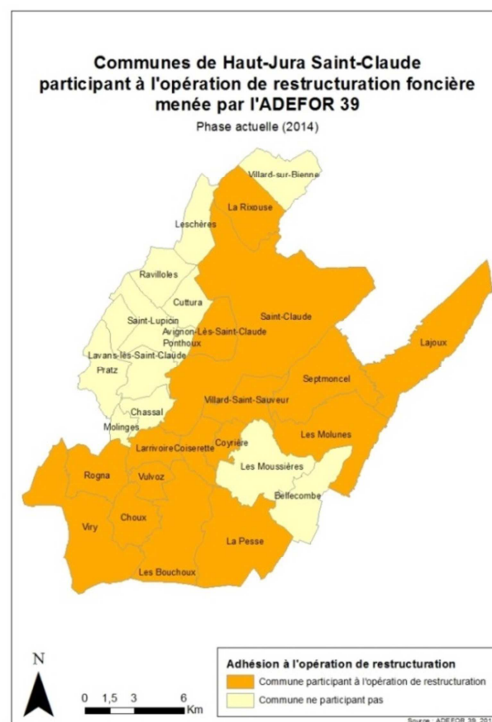 Communes de Haut-Jura Saint-Claude
participant à l'opération de restructuration foncière
menée par l'ADEFOR 39
Phase actuelle (2014)
Villard-sur-Bienne
La Rixouse
Leschères
Ravilloles
Cuttura
Saint-Lupicin
Saint-Claude
Avignon-Lès-Saint-Claude
Ponthoux
Lajoux
Lavans-lès-Saint-Claude
Pratz
Septmoncel
Villard-Saint-Sauveur
Chassal
Molinges
Les Molunes
Larrivoire
Coiserette
Coyrière
Les Moussières
Rogna
Vulvoz
Bellecombe
Choux
Viry
La Pesse
Les Bouchoux
N
0 1,5 3 6
Km
Adhésion à l'opération de restructuration
Commune participant à l'opération de restructuration
Commune ne participant pas
Source : ADEFOR 39,